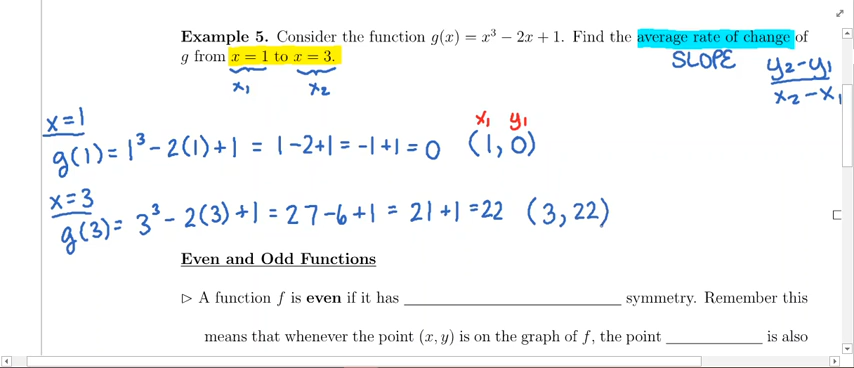 Example 5. Consider the function g(x) = x³ − 2x + 1. Find the average rate of change of
g from x = 1 to x = 3.
SLOPE
y₂-y₁
x₂-x₁
x₁ x₂
x=1
x₁ y₁
g(1)= 1³-2(1)+1 = 1-2+1 = -1+1 = 0 (1,0)
x=3
g(3)= 3³-2(3)+1 = 27-6+1 = 21+1 =22 (3,22)
Even and Odd Functions
▷ A function f is even if it has ____________________ symmetry. Remember this
means that whenever the point (x, y) is on the graph of f, the point __________ is also